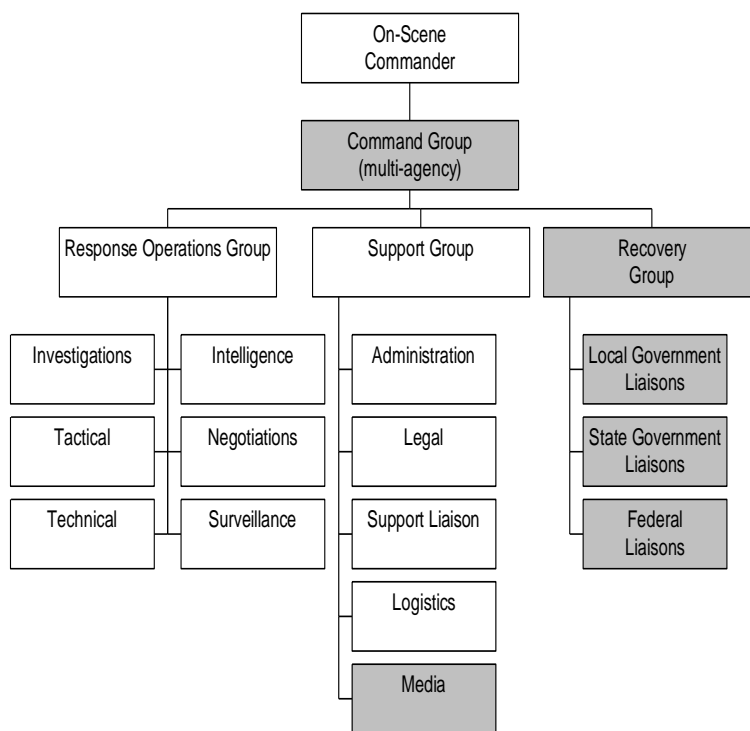 On-Scene
Commander
Command Group
(multi-agency)
Response Operations Group
Support Group
Recovery
Group
Investigations
Intelligence
Tactical
Negotiations
Technical
Surveillance
Administration
Legal
Support Liaison
Logistics
Media
Local Government
Liaisons
State Government
Liaisons
Federal
Liaisons